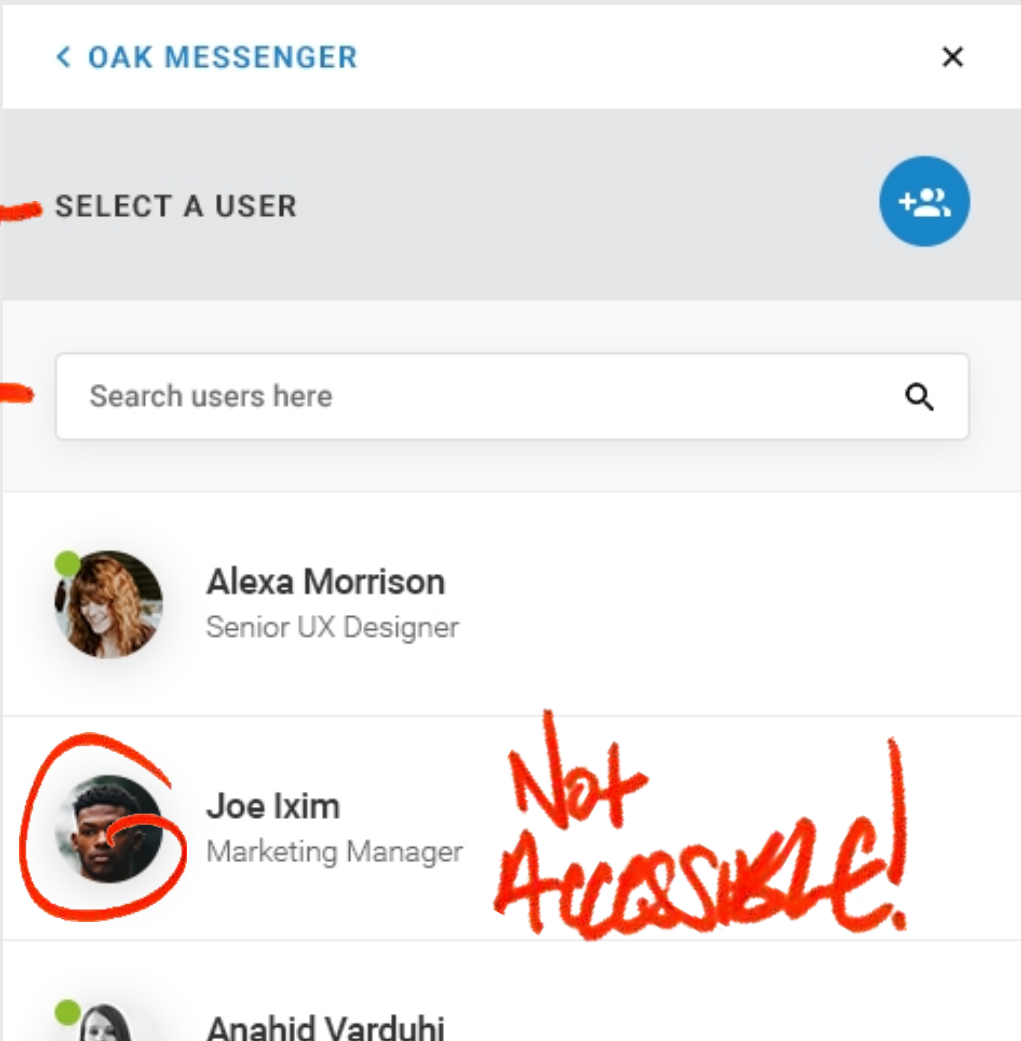 OAK MESSENGER
SELECT A USER
Search users here
Alexa Morrison
Senior UX Designer
Joe Ixim
Marketing Manager
Not
ACCESSIBLE!
Anahid Varduhi